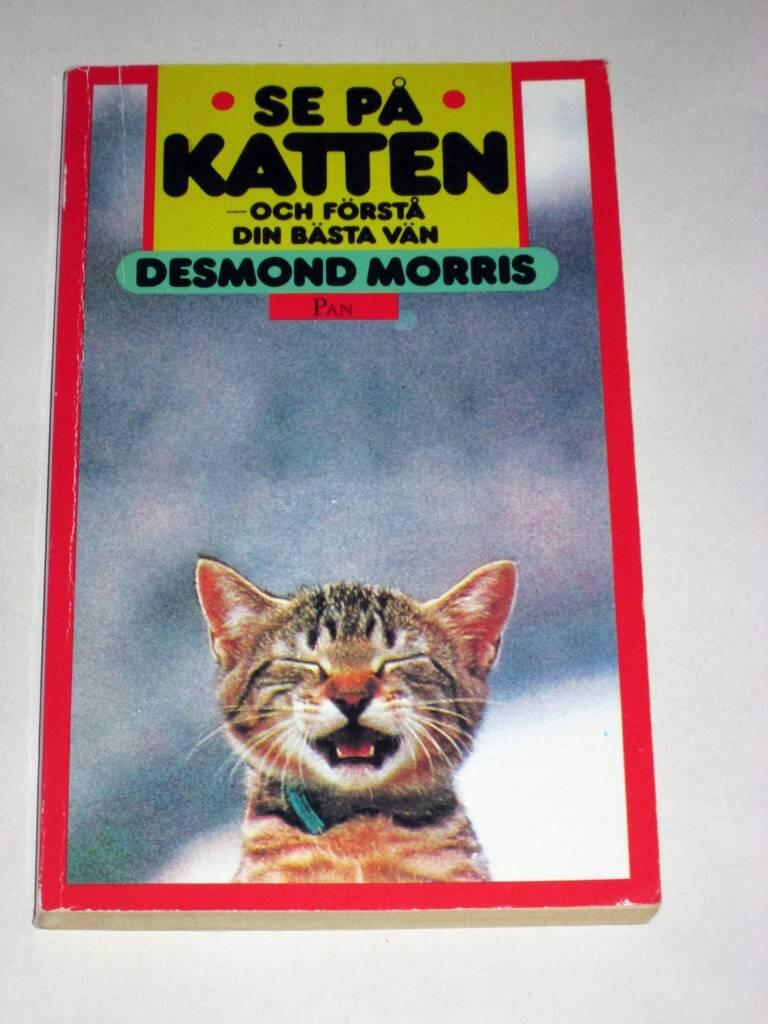 • SE PÅ •
KATTEN
—OCH FÖRSTÅ
DIN BÄSTA VÄN
DESMOND MORRIS
PAN